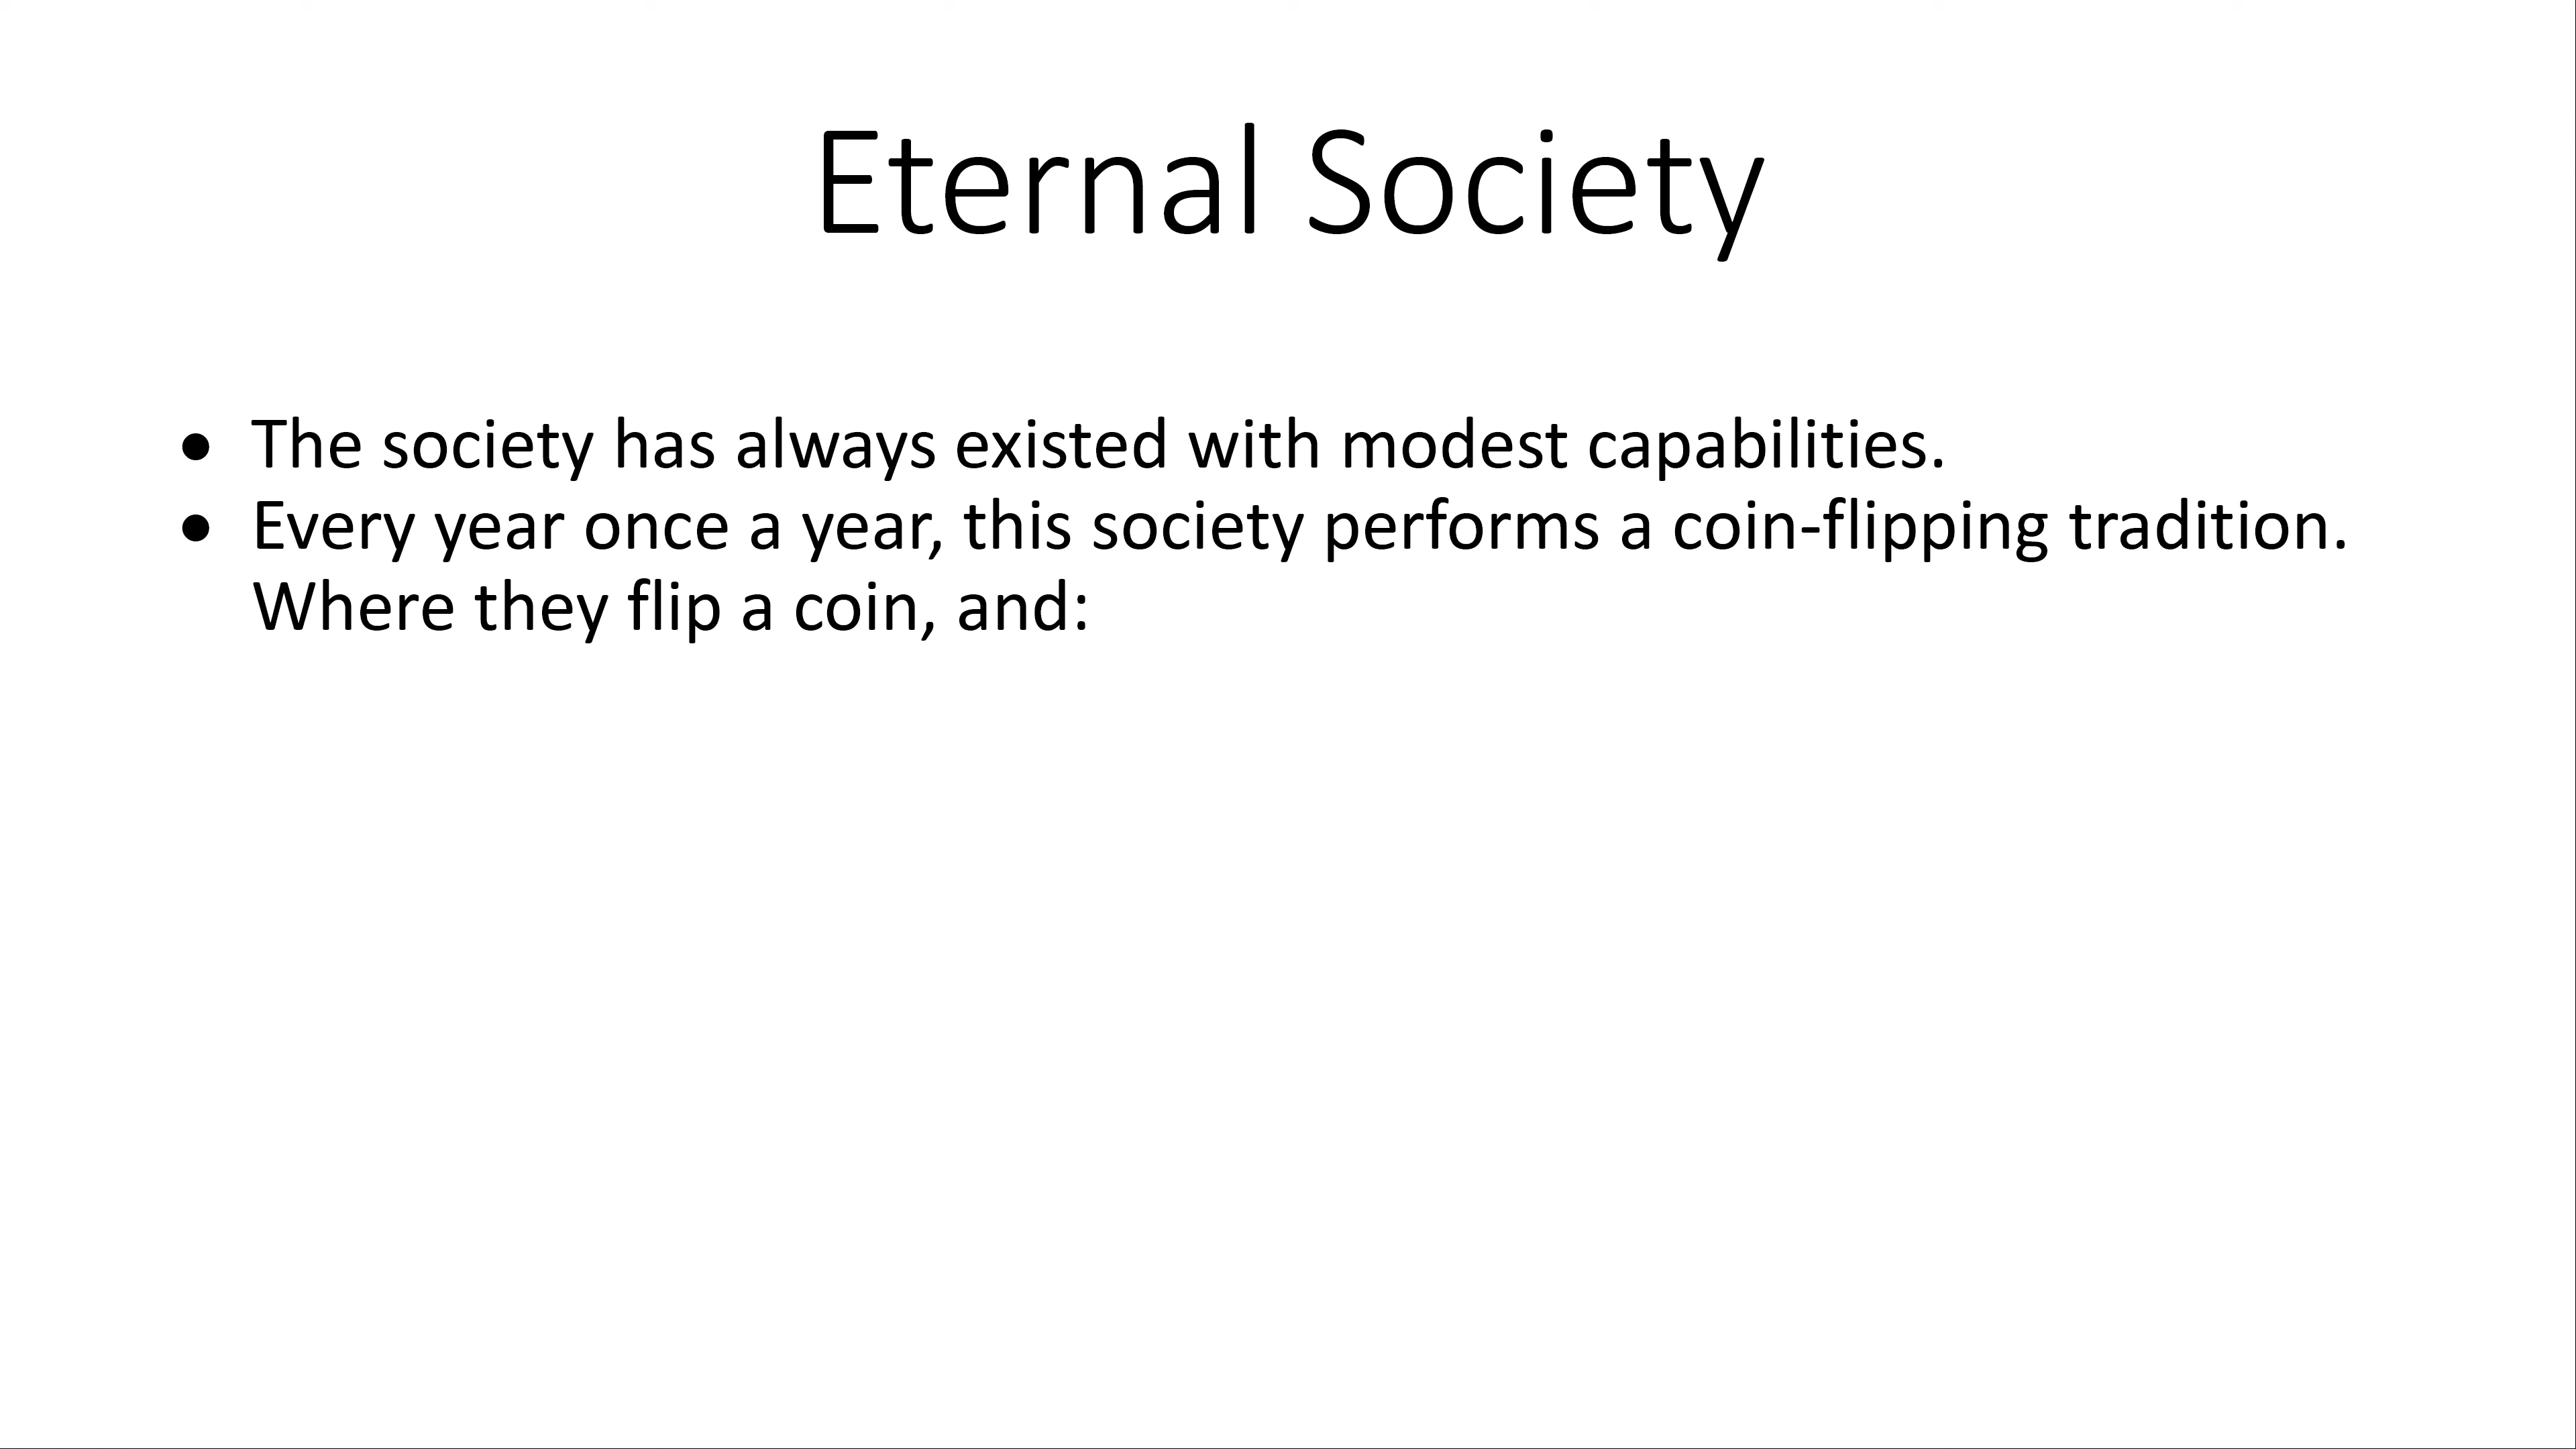 Eternal Society
• The society has always existed with modest capabilities.
• Every year once a year, this society performs a coin-flipping tradition.
Where they flip a coin, and: